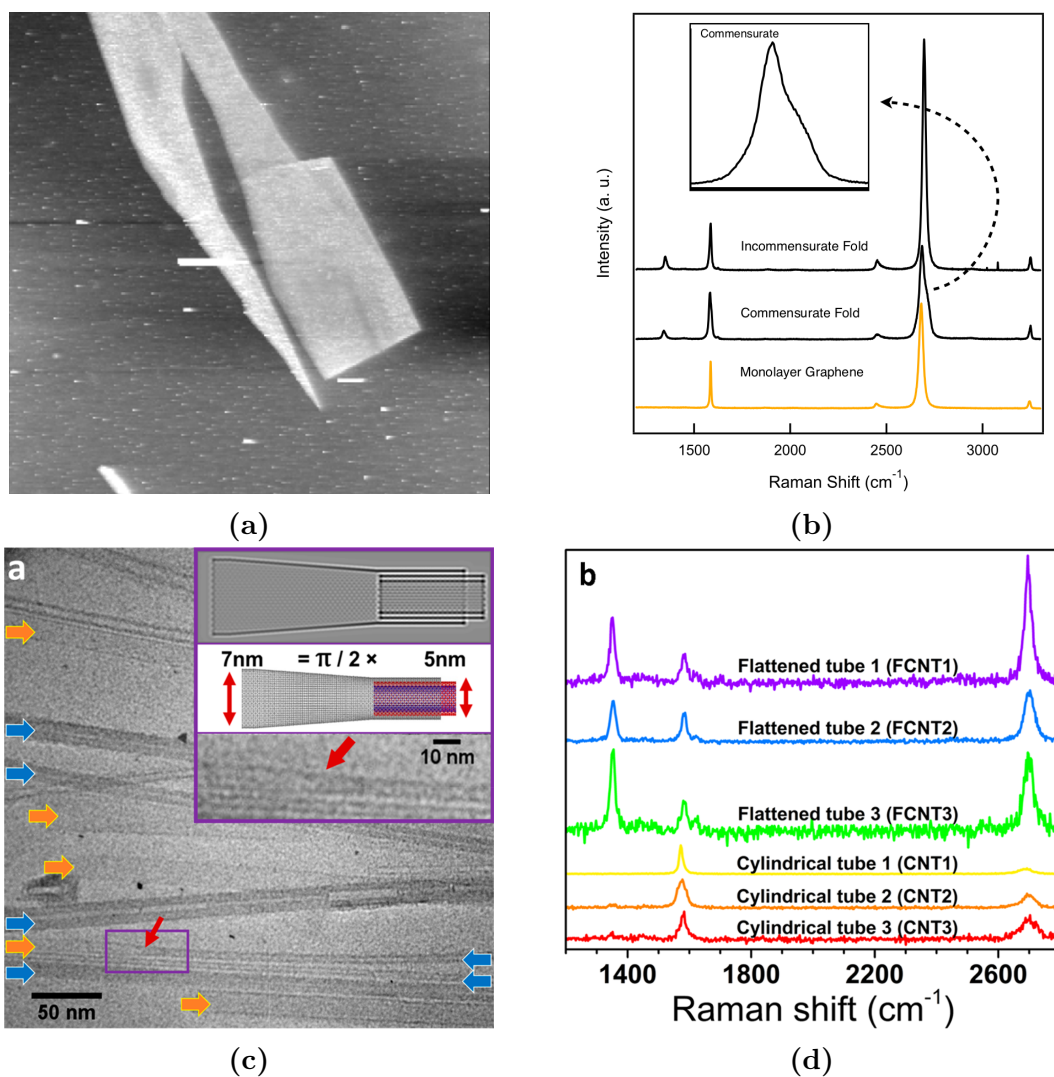 Commensurate
Intensity (a. u.)
Incommensurate Fold
Commensurate Fold
Monolayer Graphene
1500 2000 2500 3000
Raman Shift (cm⁻¹)
(a) (b)
a
7nm = π / 2 × 5nm
10 nm
50 nm
b
Flattened tube 1 (FCNT1)
Flattened tube 2 (FCNT2)
Flattened tube 3 (FCNT3)
Cylindrical tube 1 (CNT1)
Cylindrical tube 2 (CNT2)
Cylindrical tube 3 (CNT3)
1400 1800 2200 2600
Raman shift (cm⁻¹)
(c) (d)